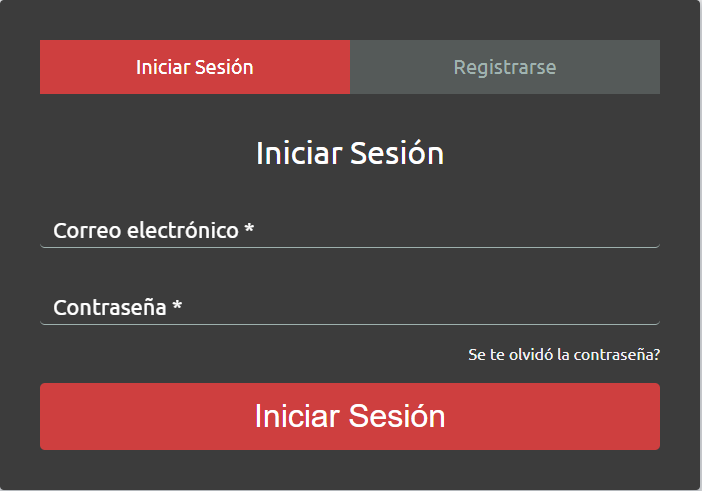 Iniciar Sesión
Registrarse
Iniciar Sesión
Correo electrónico *
Contraseña *
Se te olvidó la contraseña?
Iniciar Sesión